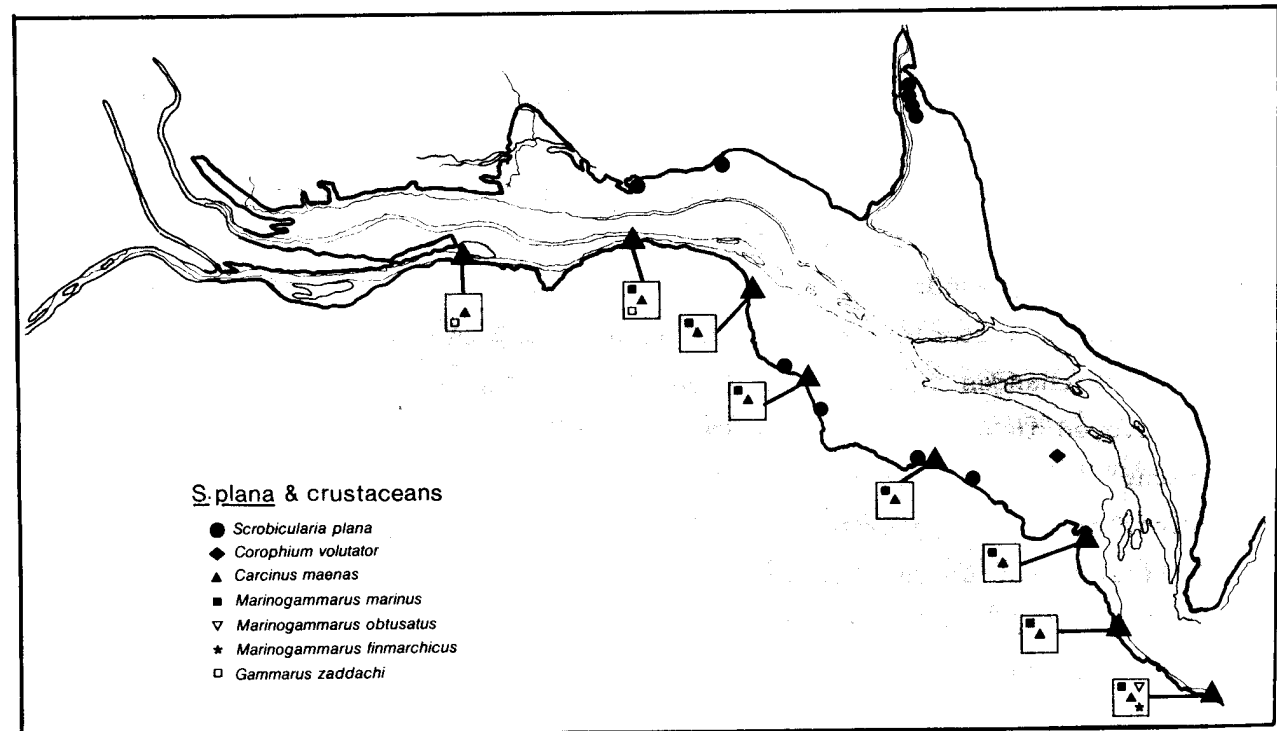 S. plana & crustaceans
Scrobicularia plana
Corophium volutator
Carcinus maenas
Marinogammarus marinus
Marinogammarus obtusatus
Marinogammarus finmarchicus
Gammarus zaddachi